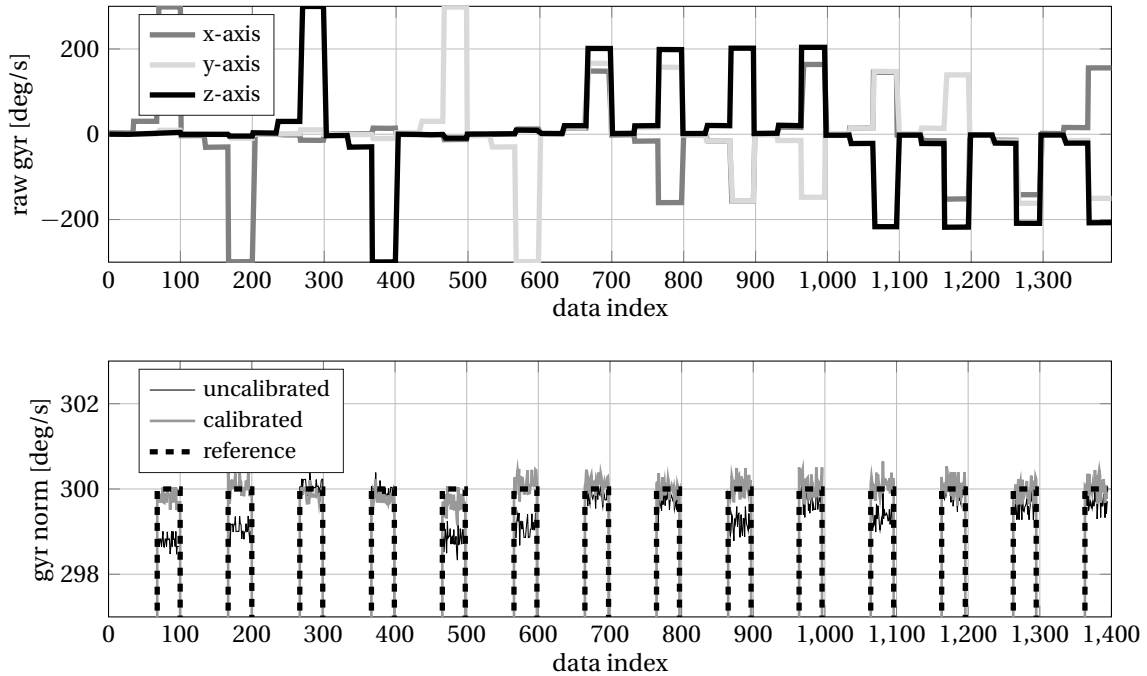 200
0
−200
raw gyr [deg/s]
x-axis
y-axis
z-axis
0 100 200 300 400 500 600 700 800 900 1,000 1,100 1,200 1,300
data index
302
300
298
gyr norm [deg/s]
uncalibrated
calibrated
reference
0 100 200 300 400 500 600 700 800 900 1,000 1,100 1,200 1,300 1,400
data index